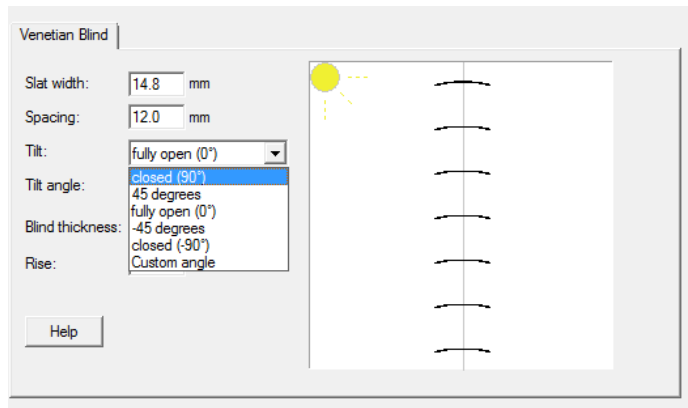 Venetian Blind
Slat width: 14.8 mm
Spacing: 12.0 mm
Tilt: fully open (0°)
Tilt angle:
closed (90°)
45 degrees
fully open (0°)
Blind thickness:
-45 degrees
closed (-90°)
Rise:
Custom angle
Help